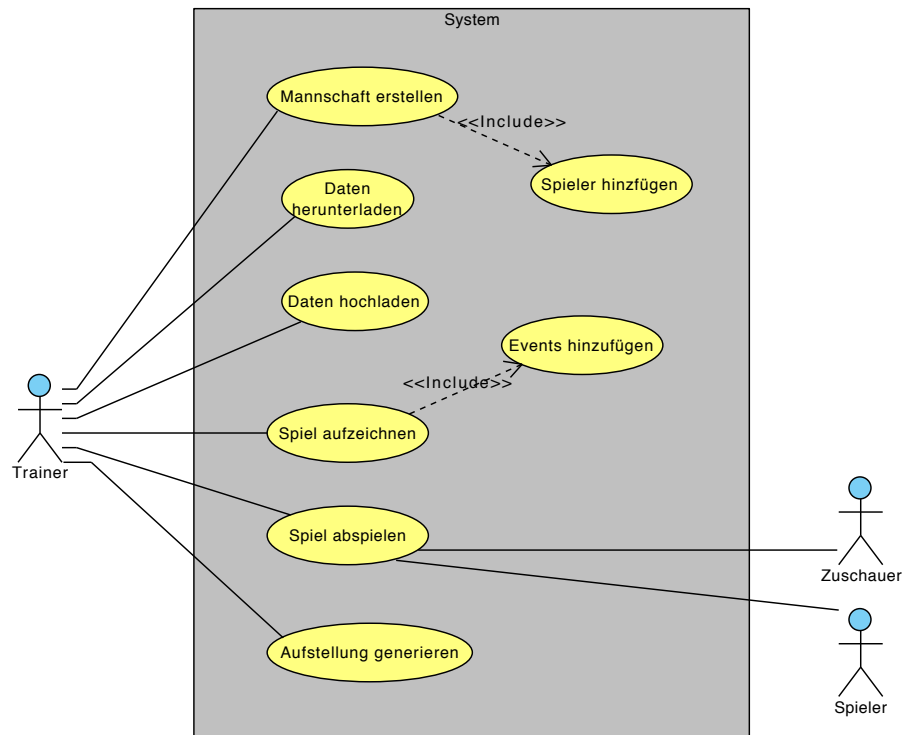 System
Mannschaft erstellen
<<Include>>
Spieler hinzfügen
Daten
herunterladen
Daten hochladen
Events hinzufügen
<<Include>>
Spiel aufzeichnen
Trainer
Spiel abspielen
Zuschauer
Aufstellung generieren
Spieler